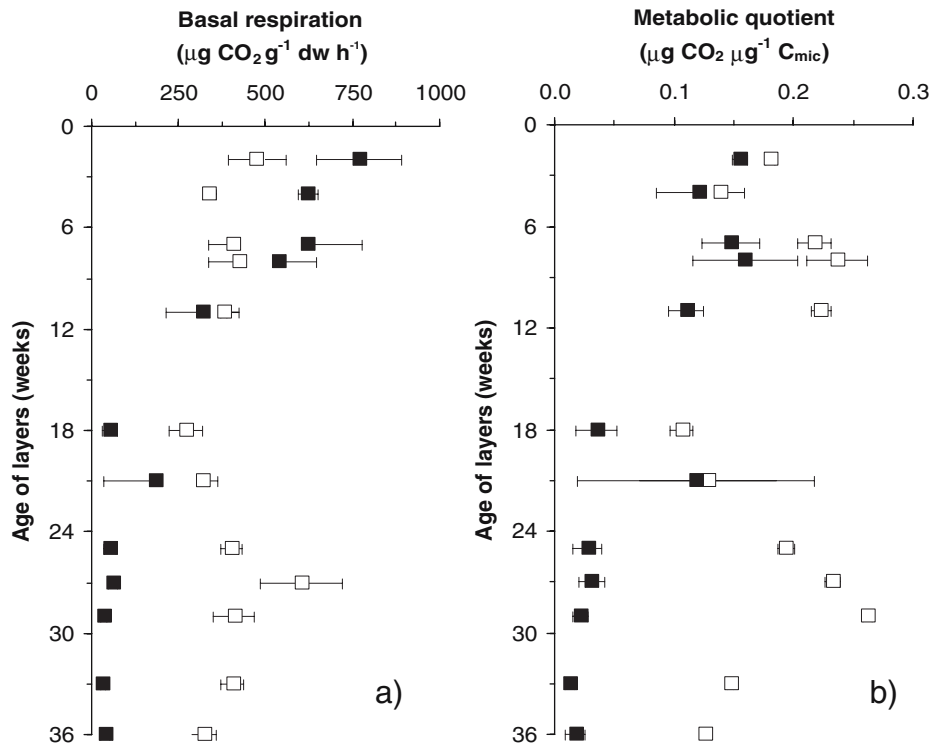 Basal respiration
(μg CO₂ g⁻¹ dw h⁻¹)
0 250 500 750 1000
0
6
12
18
24
30
36
Age of layers (weeks)
a)
Metabolic quotient
(μg CO₂ μg⁻¹ Cₘᵢ𝒸)
0.0 0.1 0.2 0.3
0
6
12
18
24
30
36
Age of layers (weeks)
b)